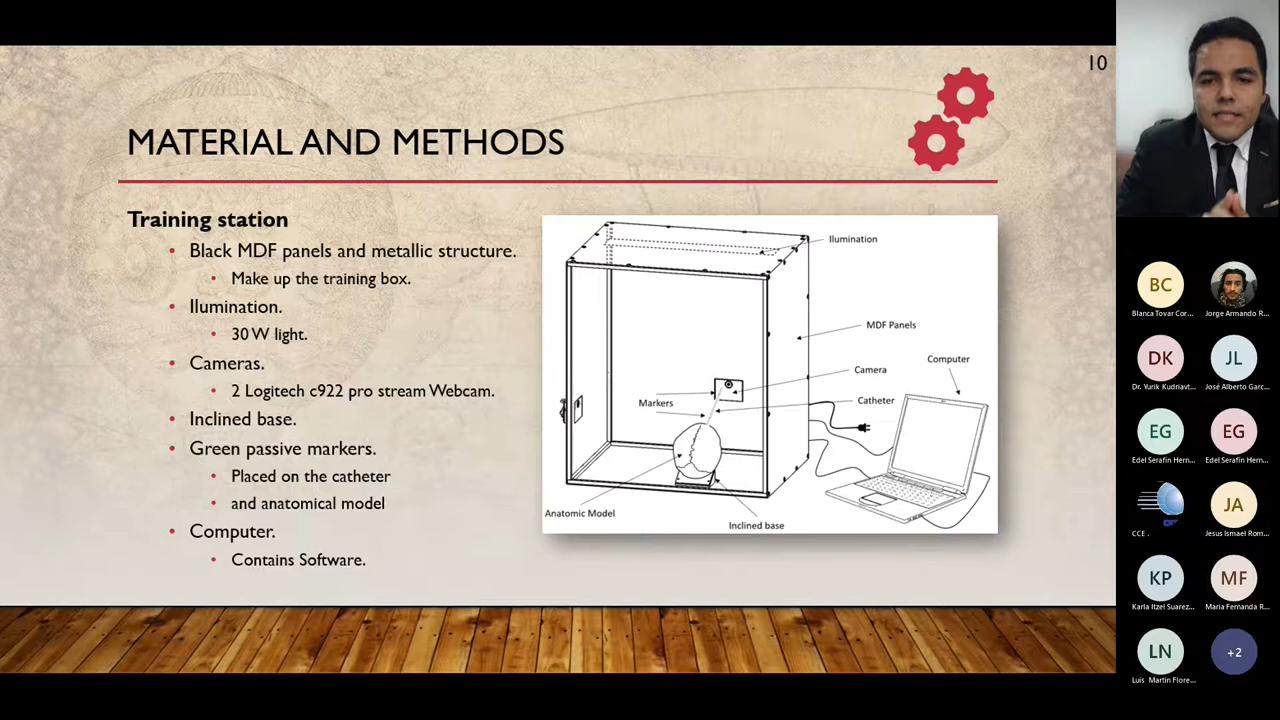 10
MATERIAL AND METHODS
Training station
• Black MDF panels and metallic structure.
• Make up the training box.
• Ilumination.
• 30 W light.
• Cameras.
• 2 Logitech c922 pro stream Webcam.
• Inclined base.
• Green passive markers.
• Placed on the catheter
• and anatomical model
• Computer.
• Contains Software.
Ilumination
MDF Panels
Computer
Camera
Markers
Catheter
Anatomic Model
Inclined base
BC
Blanca Tovar Cor...
Jorge Armando R...
DK
Dr. Yurik Kudriavt...
JL
José Alberto Garc...
EG
Edel Serafin Hern...
EG
Edel Serafin Hern...
CCE .
JA
Jesus Ismael Rom...
KP
Karla Itzel Suarez...
MF
Maria Fernanda R...
LN
Luis Martin Flore...
+2